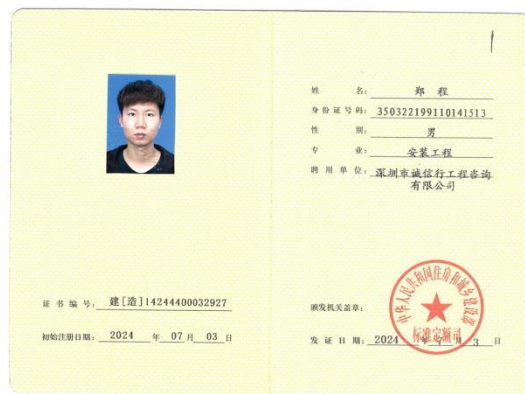 姓 名: 郑 程
身份证号码: 350322199110141513
性 别: 男
专 业: 安装工程
聘用单位: 深圳市诚信行工程咨询
有限公司
证书编号: 建[造]14244400032927
初始注册日期: 2024 年 07 月 03 日
颁发机关盖章:
中华人民共和国住房和城乡建设部
标准定额司
发证日期: 2024 年 7 月 3 日